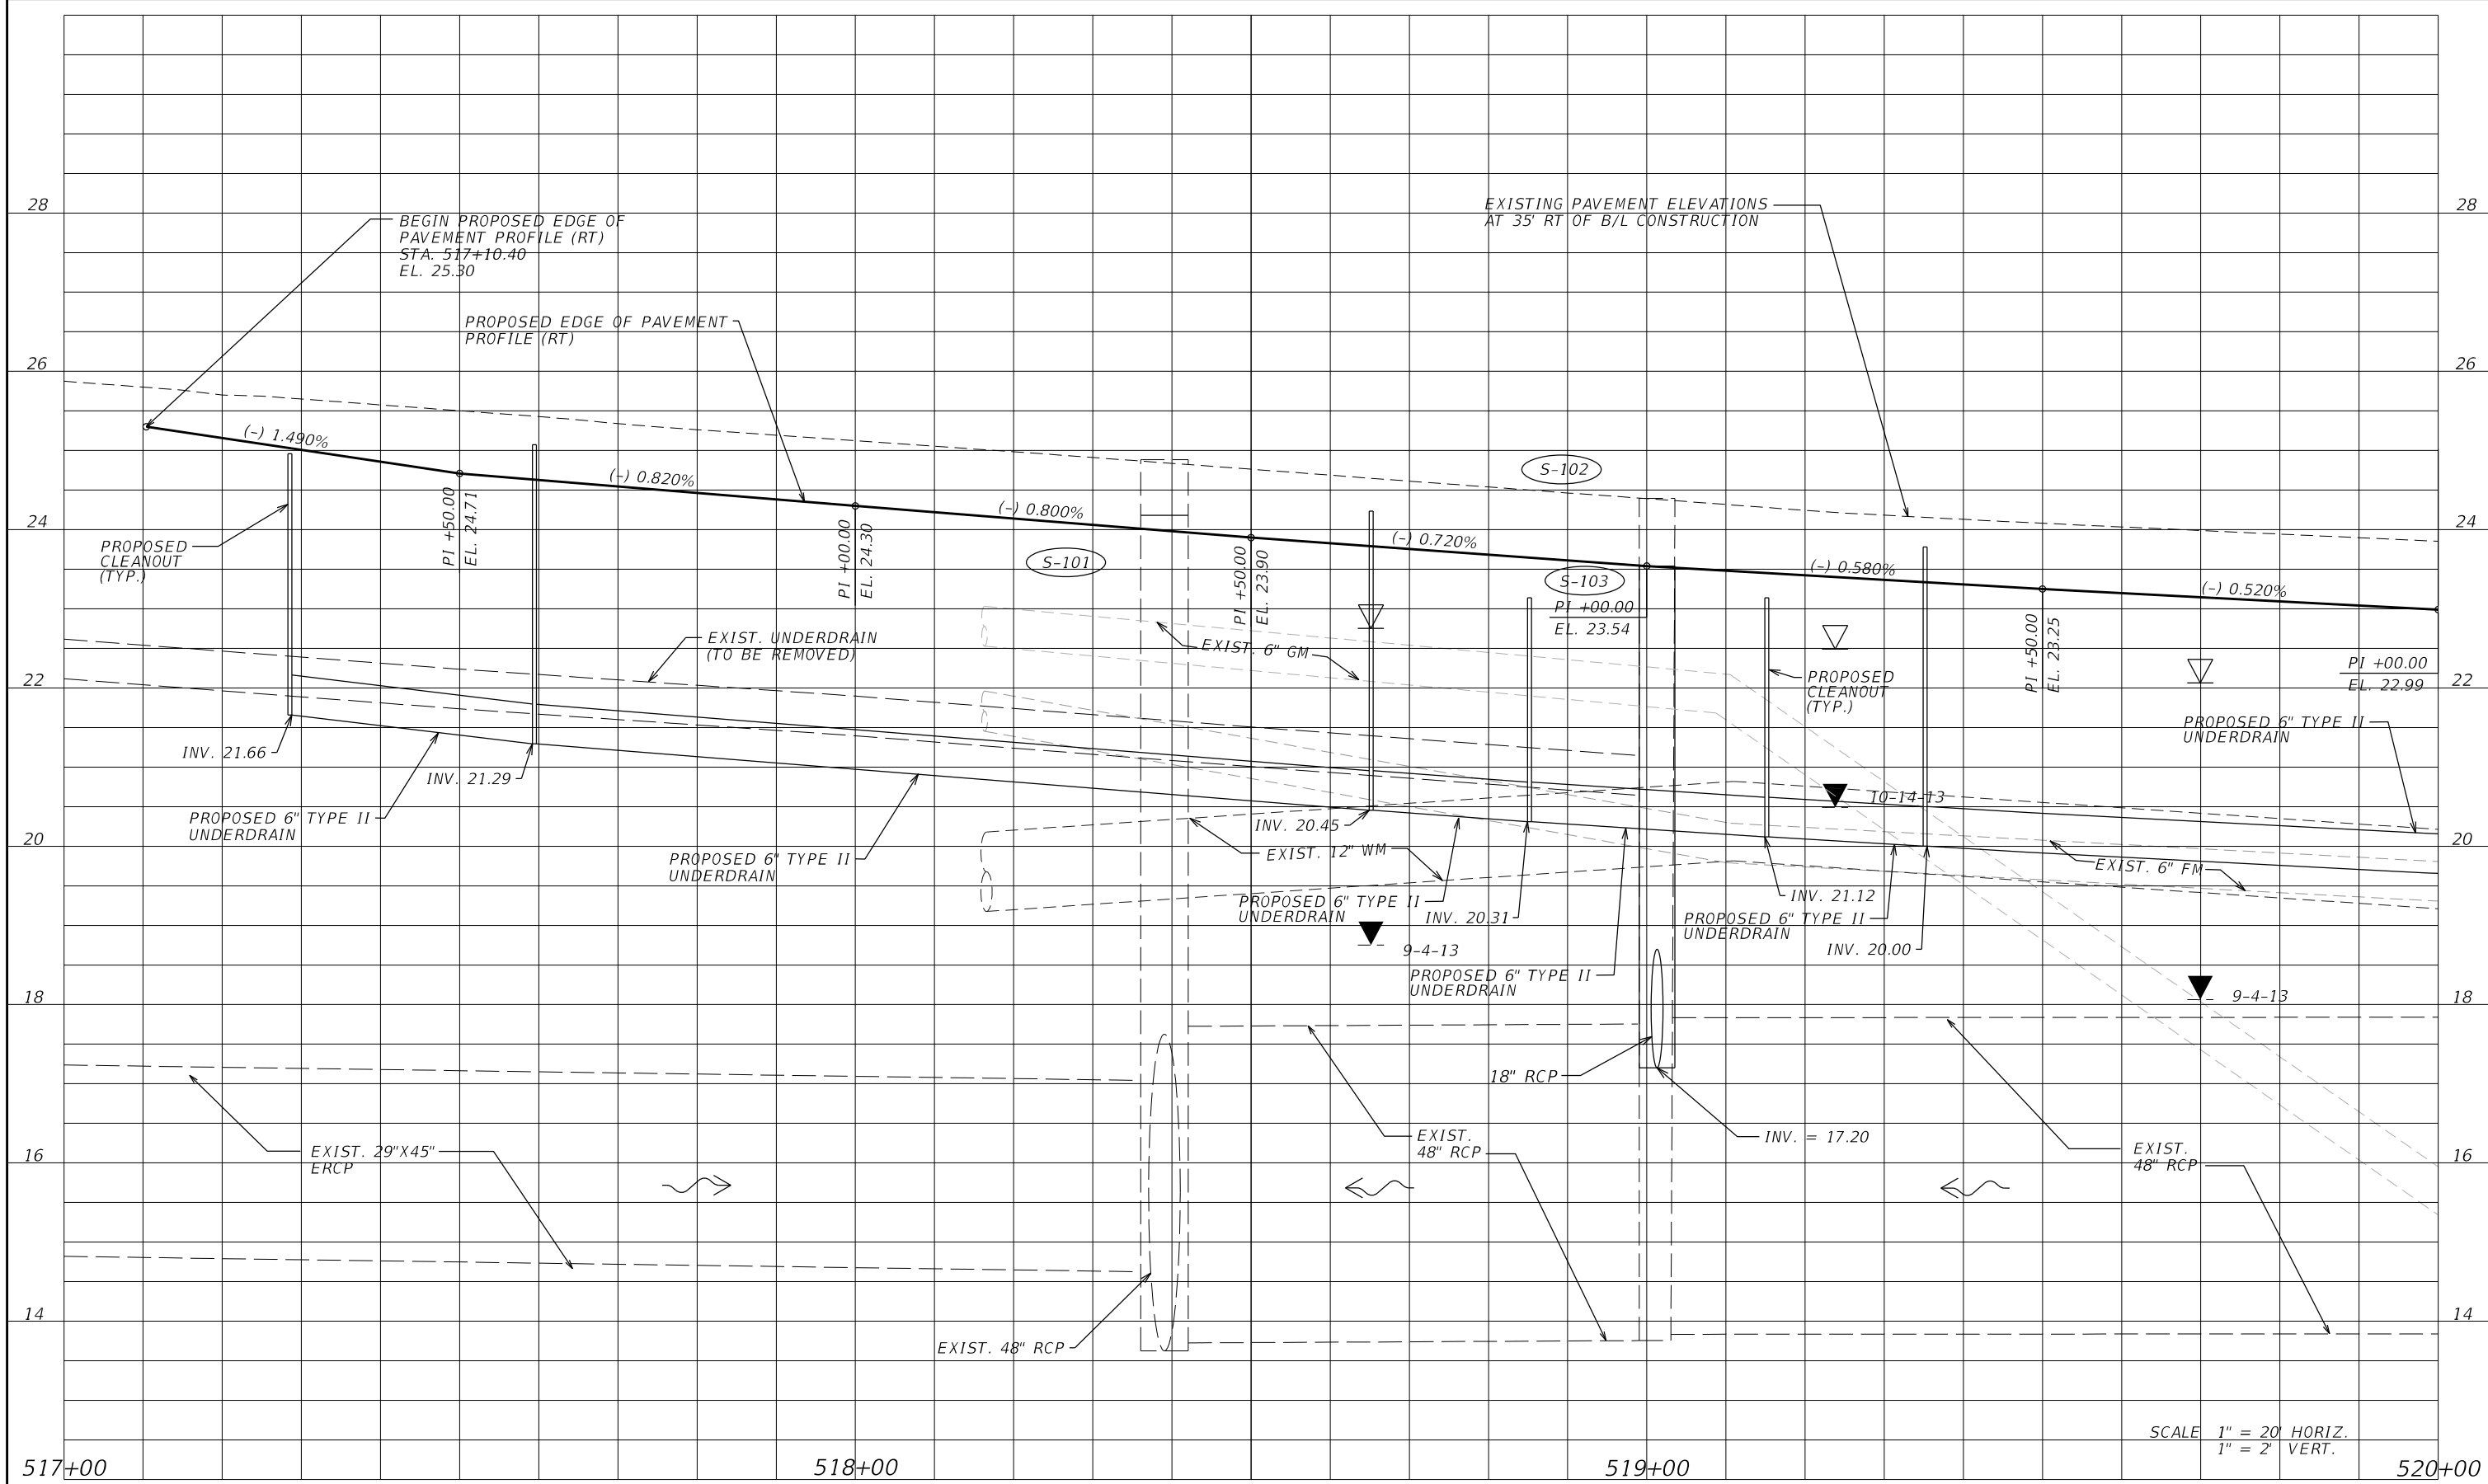 28
28
BEGIN PROPOSED EDGE OF
PAVEMENT PROFILE (RT)
STA. 517+10.40
EL. 25.30
EXISTING PAVEMENT ELEVATIONS
AT 35' RT OF B/L CONSTRUCTION
PROPOSED EDGE OF PAVEMENT
PROFILE (RT)
26
26
(-) 1.490%
(-) 0.820%
(-) 0.800%
(-) 0.720%
(-) 0.580%
(-) 0.520%
S-102
PI +50.00
EL. 24.71
PI +00.00
EL. 24.30
PI +50.00
EL. 23.90
24
24
PROPOSED
CLEANOUT
(TYP.)
S-101
S-103
PI +00.00
EL. 23.54
PI +50.00
EL. 23.25
EXIST. UNDERDRAIN
(TO BE REMOVED)
EXIST. 6" GM
PROPOSED
CLEANOUT
(TYP.)
PI +00.00
EL. 22.99
22
22
PROPOSED 6" TYPE II
UNDERDRAIN
INV. 21.66
INV. 21.29
10-14-13
PROPOSED 6" TYPE II
UNDERDRAIN
INV. 20.45
20
20
PROPOSED 6" TYPE II
UNDERDRAIN
EXIST. 12" WM
EXIST. 6" FM
INV. 21.12
PROPOSED 6" TYPE II
UNDERDRAIN
INV. 20.31
PROPOSED 6" TYPE II
UNDERDRAIN
INV. 20.00
9-4-13
PROPOSED 6" TYPE II
UNDERDRAIN
9-4-13
18
18
18" RCP
INV. = 17.20
EXIST. 29"X45"
ERCP
EXIST.
48" RCP
EXIST.
48" RCP
16
16
14
14
EXIST. 48" RCP
SCALE 1" = 20' HORIZ.
1" = 2' VERT.
517+00
518+00
519+00
520+00